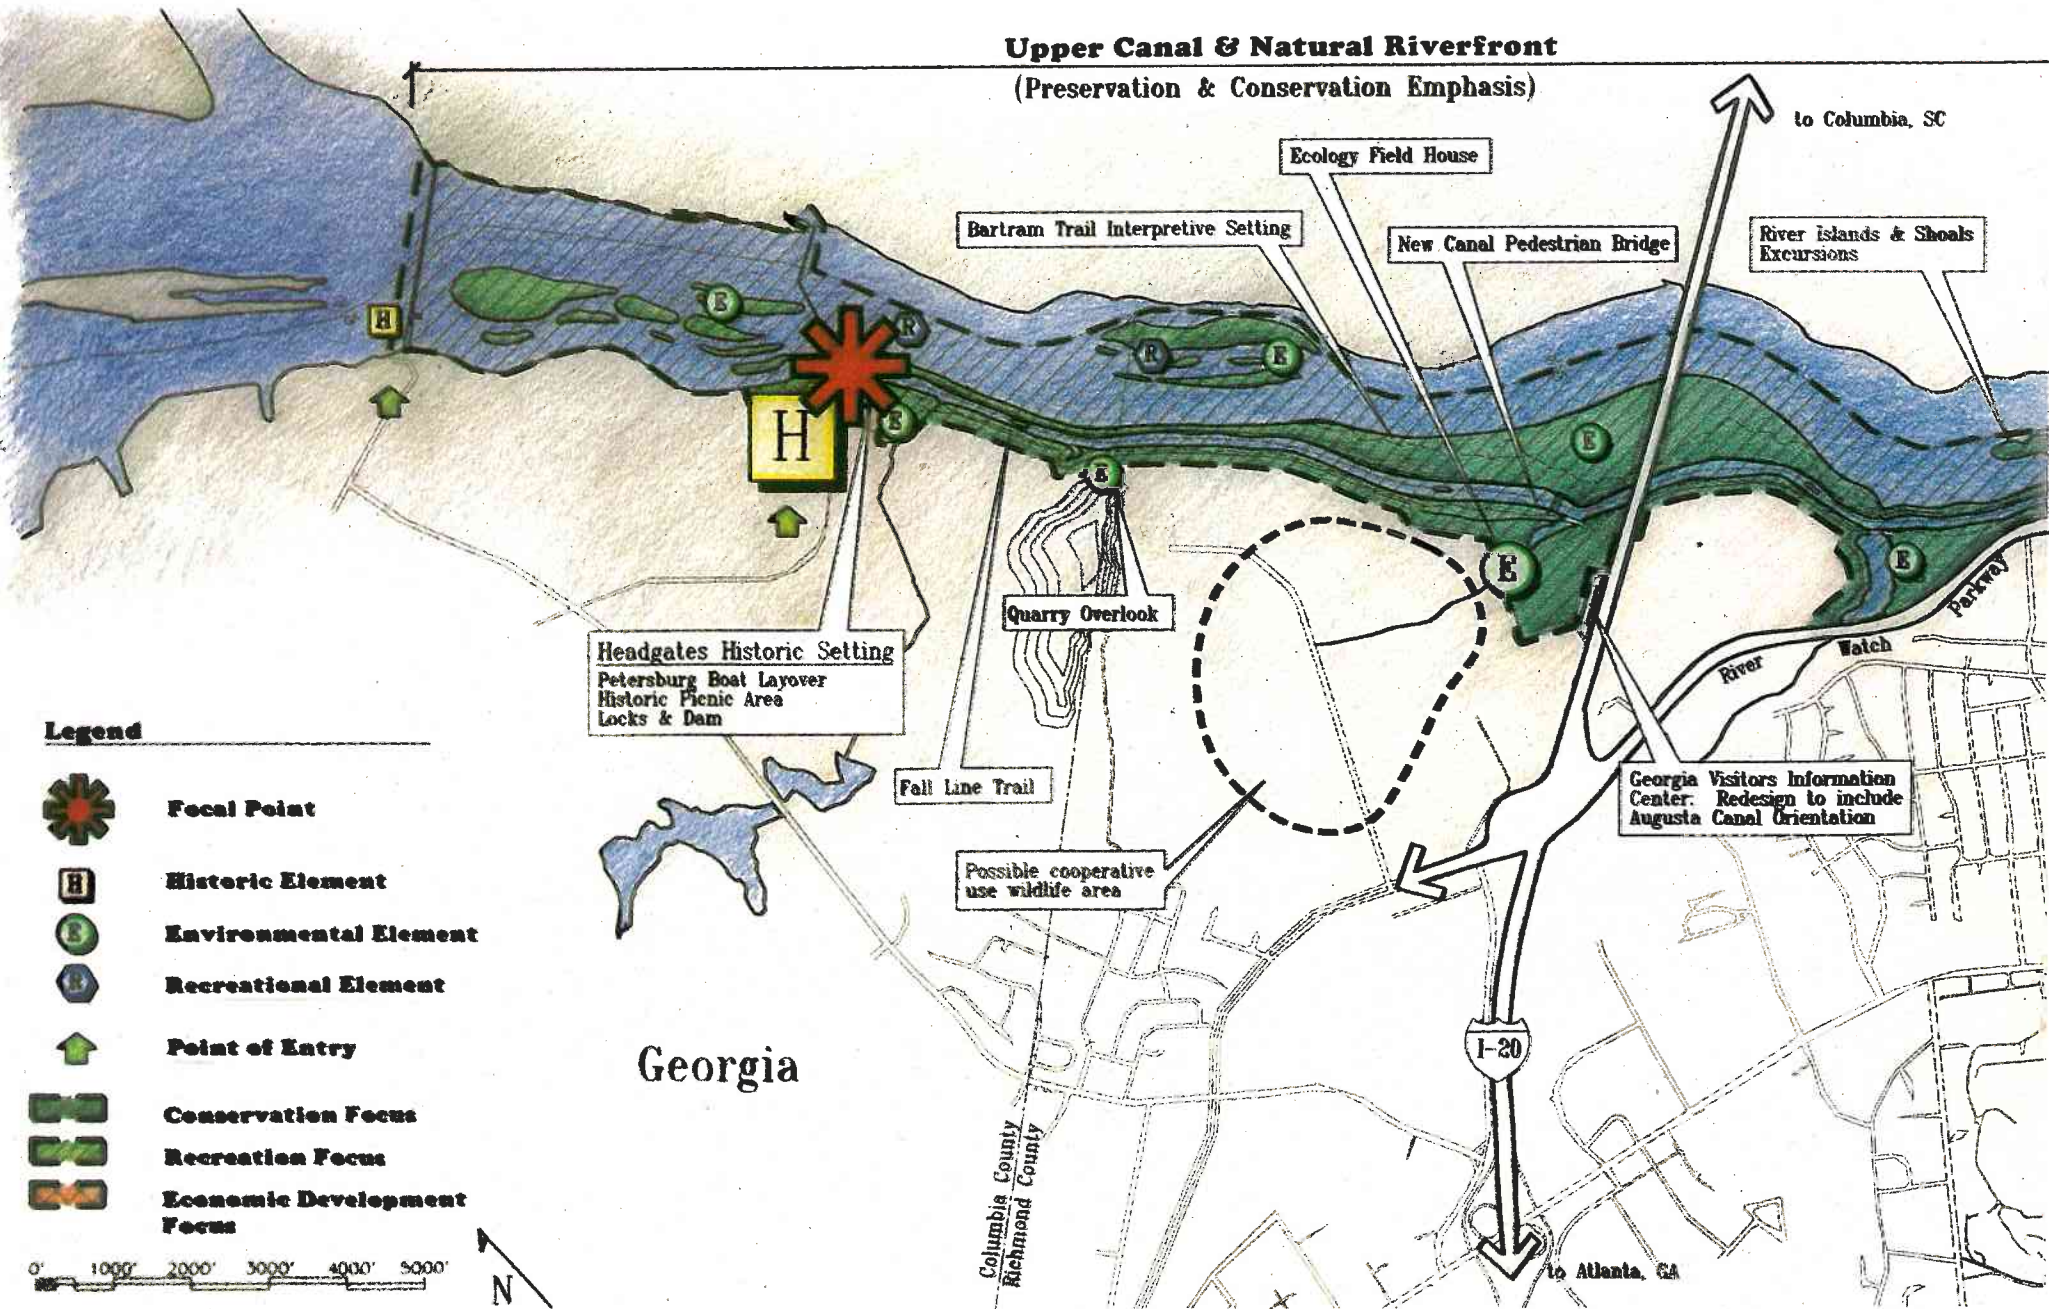 Upper Canal & Natural Riverfront
(Preservation & Conservation Emphasis)
to Columbia, SC
Ecology Field House
Bartram Trail Interpretive Setting
New Canal Pedestrian Bridge
River Islands & Shoals
Excursions
H
E
R
R
E
H
E
E
E
E
E
Quarry Overlook
Headgates Historic Setting
Petersburg Boat Layover
Historic Picnic Area
Locks & Dam
Fall Line Trail
River Watch Parkway
Georgia Visitors Information
Center. Redesign to include
Augusta Canal Orientation
Possible cooperative
use wildlife area
Legend
Focal Point
H Historic Element
E Environmental Element
R Recreational Element
Point of Entry
Conservation Focus
Recreation Focus
Economic Development
Focus
0' 1000' 2000' 3000' 4000' 5000'
N
Georgia
Columbia County
Richmond County
I-20
to Atlanta, GA